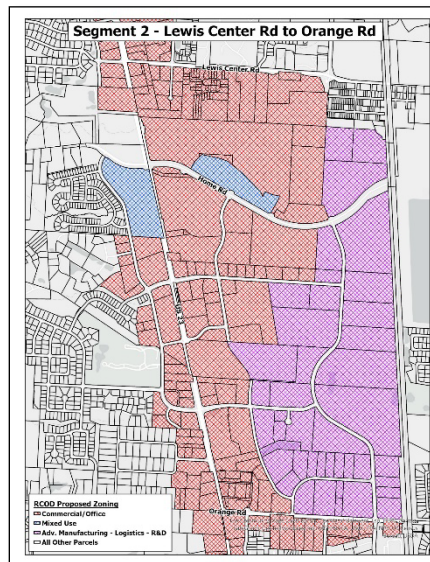 Segment 2 - Lewis Center Rd to Orange Rd
Lewis Center Rd
Home Rd
Orange Rd
RCOD Proposed Zoning
Commercial/Office
Mixed Use
Adv. Manufacturing - Logistics - R&D
All Other Parcels